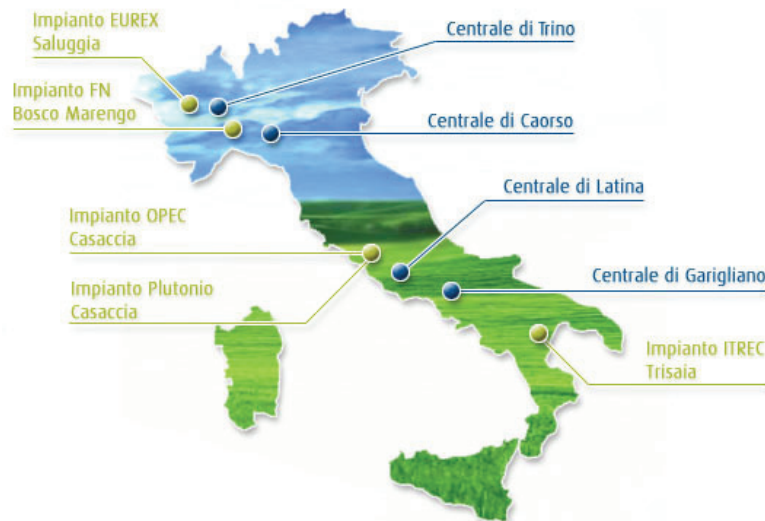 Impianto EUREX
Saluggia
Centrale di Trino
Impianto FN
Bosco Marengo
Centrale di Caorso
Centrale di Latina
Impianto OPEC
Casaccia
Centrale di Garigliano
Impianto Plutonio
Casaccia
Impianto ITREC
Trisaia